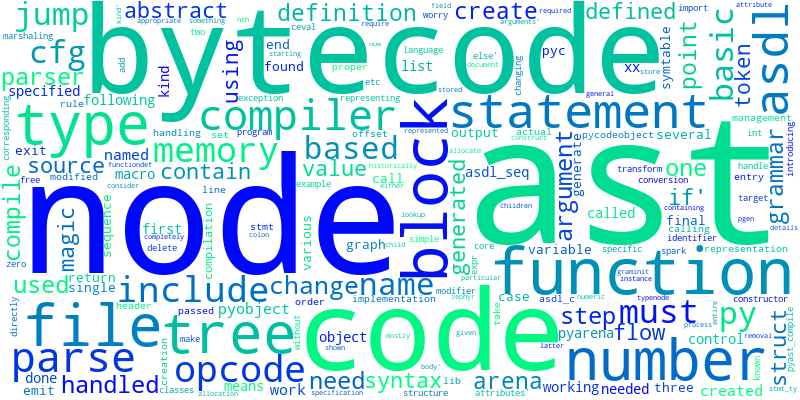 jump
bytecode
abstract
definition
create
defined
asdl
cfg
parser
specified
following
kind
using
end
found
list
pyc
xx
point
symtable
basic
token
import
attribute
management
introducing
type
compiler
statement
memory
based
block
source
contain
value
output
several
grammar
argument
generate
node
ast
function
code
file
tree
number
parse
opcode
include
change
name
must
py
step
flow
struct
syntax
arena
need
handled
object
pyobject
pyarena
pycodeobject
asdl_seq
asdl_c
if'
else'
kind'
arguments'
attributes'
body'
one
called
final
variable
generated
call
graph
various
example
macro
named
exit
rule
magic
compile
sequence
first
stmt
delete
compilation
used
return
single
header
passed
order
implementation
modifier
case
control
working
needed
three
created
done
emit
work
means
lib
structure
specification
allocation
classes
creation
directly
zero
completely
colon
consider
functiondef
free
modified
handling
set
program
line
offset
representing
exception
proper
etc
language
document
starting
field
require
required
appropriate
something
two
nth
now
ceval
changing
store
stored
general
add
marshaling
corresponding
historically
either
allocate
represented
construct
actual
int
handle
entry
target
transform
conversion
containing
pgen
details
calling
identifier
specific
spark
representation
core
expr
children
child
simple
lookup
particular
graminit
numeric
instance
typenode
constructor
process
entire
removal
known
pyast_compile
stmt_ty
latter
take
given
zephyr
mostly
shown
without
make
worry